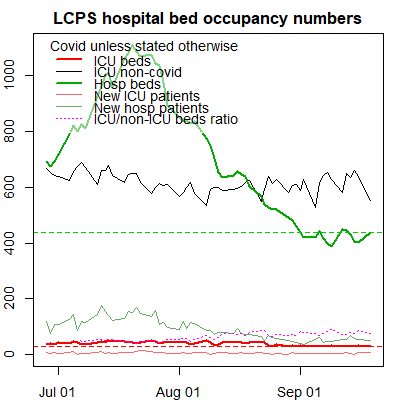 LCPS hospital bed occupancy numbers
Covid unless stated otherwise
ICU beds
ICU non-covid
Hosp beds
New ICU patients
New hosp patients
ICU/non-ICU beds ratio
1000
800
600
400
200
0
Jul 01 Aug 01 Sep 01